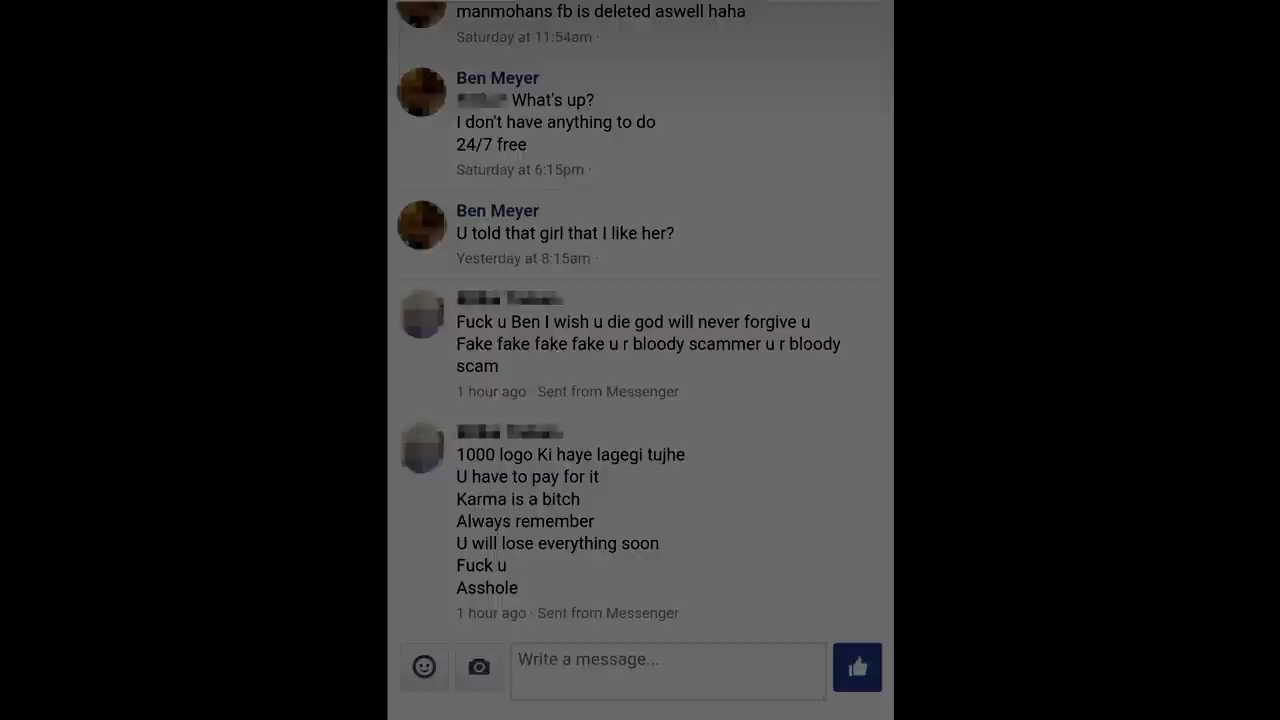 manmohans fb is deleted aswell haha
Saturday at 11:54am ·
Ben Meyer
What's up?
I don't have anything to do
24/7 free
Saturday at 6:15pm ·
Ben Meyer
U told that girl that I like her?
Yesterday at 8:15am ·
Fuck u Ben I wish u die god will never forgive u
Fake fake fake fake u r bloody scammer u r bloody
scam
1 hour ago · Sent from Messenger
1000 logo Ki haye lagegi tujhe
U have to pay for it
Karma is a bitch
Always remember
U will lose everything soon
Fuck u
Asshole
1 hour ago · Sent from Messenger
Write a message...